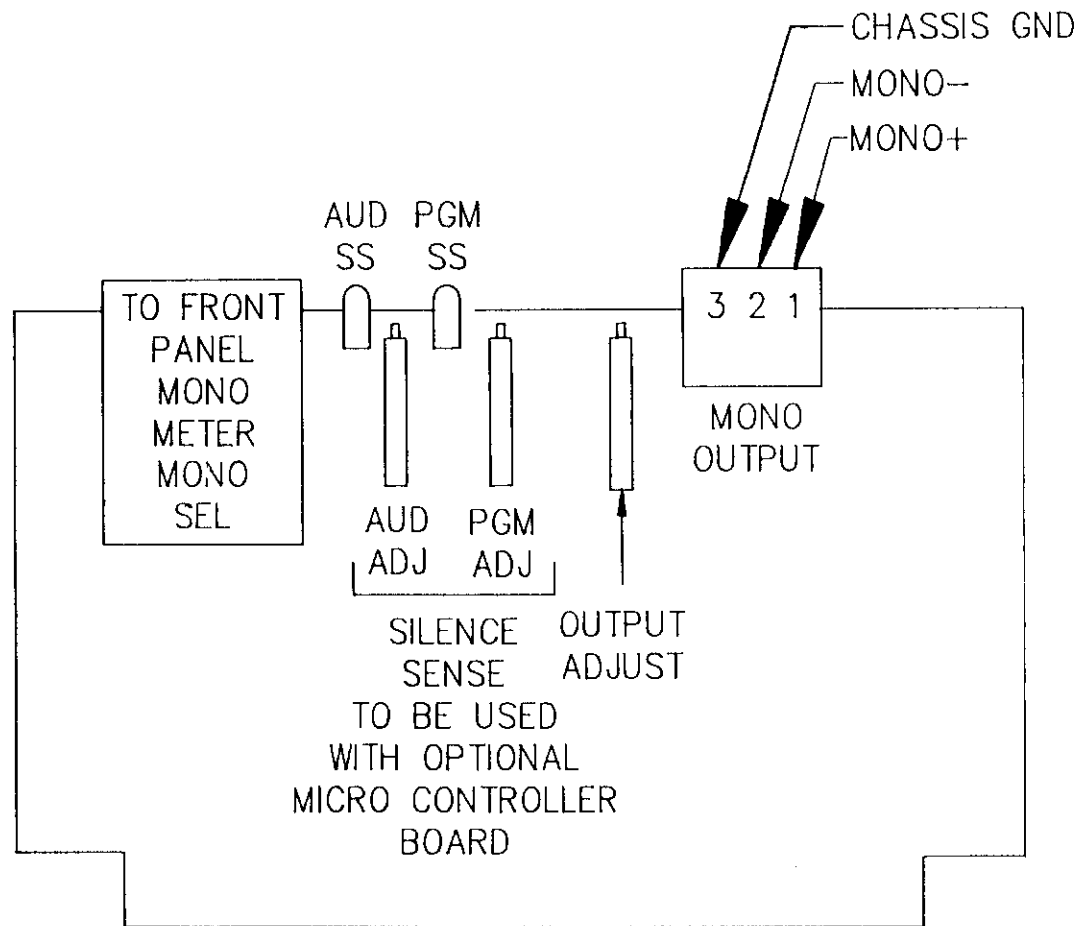 CHASSIS GND
MONO-
MONO+
AUD
SS
PGM
SS
TO FRONT
PANEL
MONO
METER
MONO
SEL
3 2 1
MONO
OUTPUT
AUD
ADJ
PGM
ADJ
SILENCE
SENSE
TO BE USED
WITH OPTIONAL
MICRO CONTROLLER
BOARD
OUTPUT
ADJUST